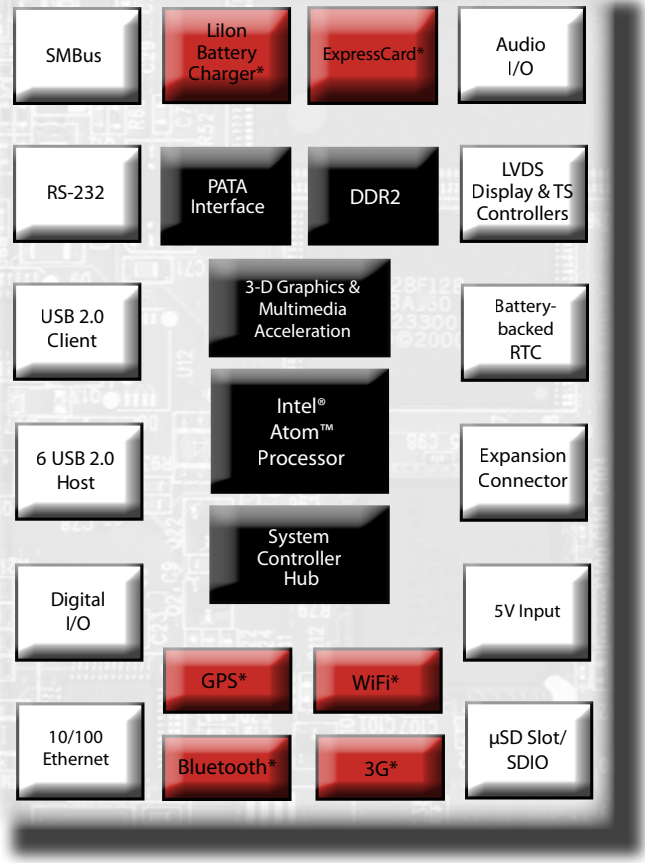 SMBus
LiIon
Battery
Charger*
ExpressCard*
Audio
I/O
RS-232
PATA
Interface
DDR2
LVDS
Display & TS
Controllers
USB 2.0
Client
3-D Graphics &
Multimedia
Acceleration
Battery-
backed
RTC
6 USB 2.0
Host
Intel®
Atom™
Processor
Expansion
Connector
System
Controller
Hub
Digital
I/O
5V Input
GPS*
WiFi*
10/100
Ethernet
Bluetooth*
3G*
µSD Slot/
SDIO